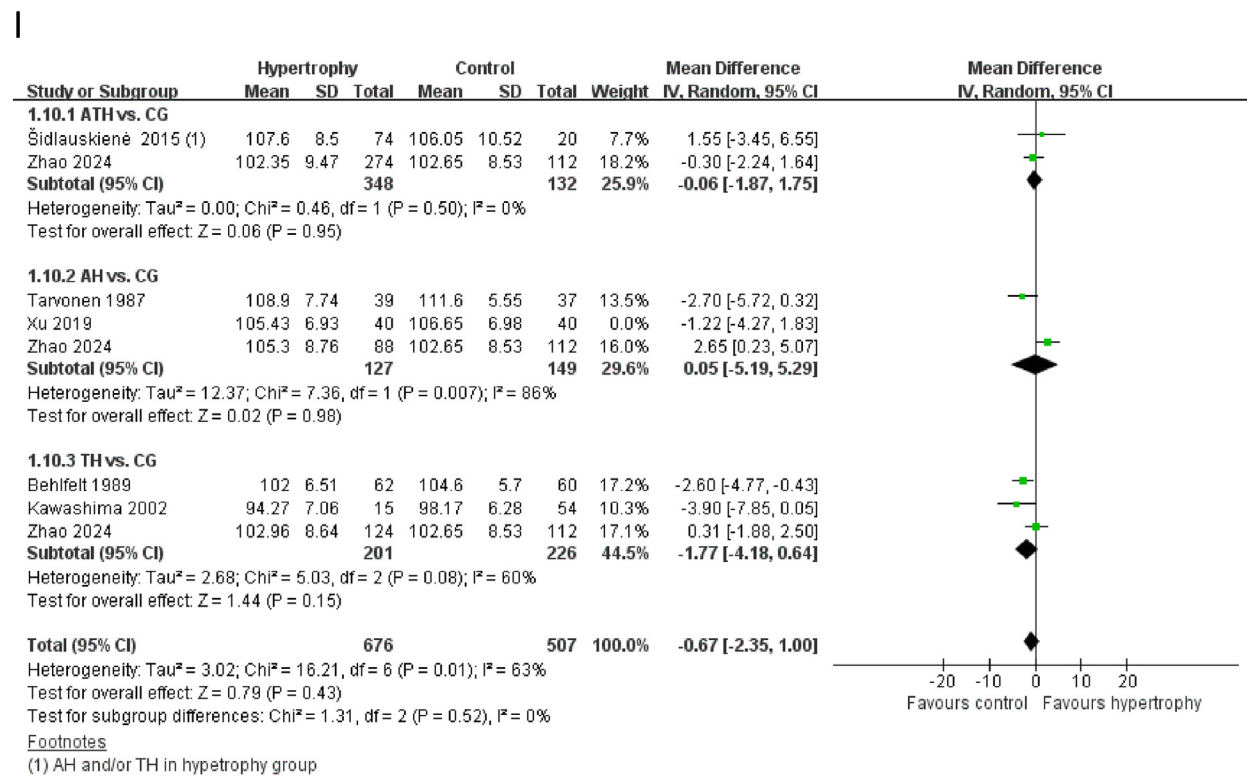 I
Hypertrophy Control Mean Difference Mean Difference
Study or Subgroup Mean SD Total Mean SD Total Weight IV, Random, 95% CI IV, Random, 95% CI
1.10.1 ATH vs. CG
Šidlauskienė 2015 (1) 107.6 8.5 74 106.05 10.52 20 7.7% 1.55 [-3.45, 6.55]
Zhao 2024 102.35 9.47 274 102.65 8.53 112 18.2% -0.30 [-2.24, 1.64]
Subtotal (95% CI) 348 132 25.9% -0.06 [-1.87, 1.75]
Heterogeneity: Tau² = 0.00; Chi² = 0.46, df = 1 (P = 0.50); I² = 0%
Test for overall effect: Z = 0.06 (P = 0.95)
1.10.2 AH vs. CG
Tarvonen 1987 108.9 7.74 39 111.6 5.55 37 13.5% -2.70 [-5.72, 0.32]
Xu 2019 105.43 6.93 40 106.65 6.98 40 0.0% -1.22 [-4.27, 1.83]
Zhao 2024 105.3 8.76 88 102.65 8.53 112 16.0% 2.65 [0.23, 5.07]
Subtotal (95% CI) 127 149 29.6% 0.05 [-5.19, 5.29]
Heterogeneity: Tau² = 12.37; Chi² = 7.36, df = 1 (P = 0.007); I² = 86%
Test for overall effect: Z = 0.02 (P = 0.98)
1.10.3 TH vs. CG
Behlfelt 1989 102 6.51 62 104.6 5.7 60 17.2% -2.60 [-4.77, -0.43]
Kawashima 2002 94.27 7.06 15 98.17 6.28 54 10.3% -3.90 [-7.85, 0.05]
Zhao 2024 102.96 8.64 124 102.65 8.53 112 17.1% 0.31 [-1.88, 2.50]
Subtotal (95% CI) 201 226 44.5% -1.77 [-4.18, 0.64]
Heterogeneity: Tau² = 2.68; Chi² = 5.03, df = 2 (P = 0.08); I² = 60%
Test for overall effect: Z = 1.44 (P = 0.15)
Total (95% CI) 676 507 100.0% -0.67 [-2.35, 1.00]
Heterogeneity: Tau² = 3.02; Chi² = 16.21, df = 6 (P = 0.01); I² = 63%
Test for overall effect: Z = 0.79 (P = 0.43)
Test for subgroup differences: Chi² = 1.31, df = 2 (P = 0.52), I² = 0%
-20 -10 0 10 20
Favours control Favours hypertrophy
Footnotes
(1) AH and/or TH in hypetrophy group